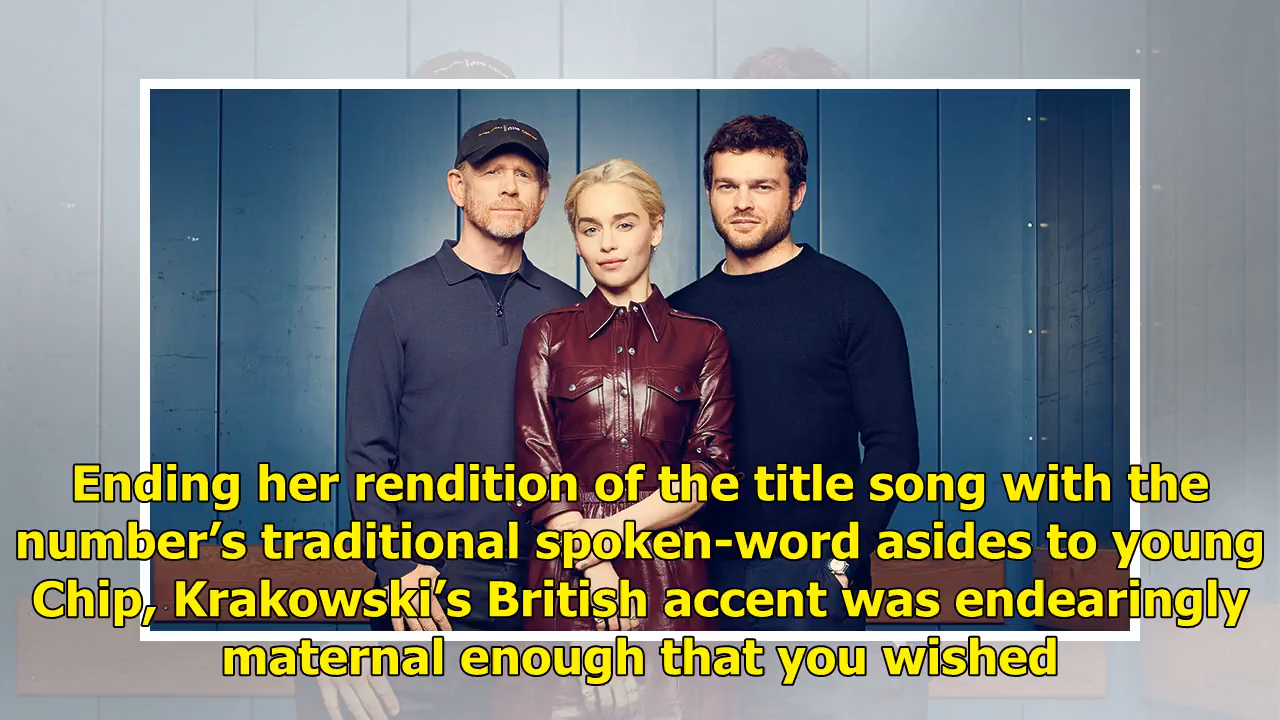 Ending her rendition of the title song with the
number’s traditional spoken-word asides to young
Chip, Krakowski’s British accent was endearingly
maternal enough that you wished